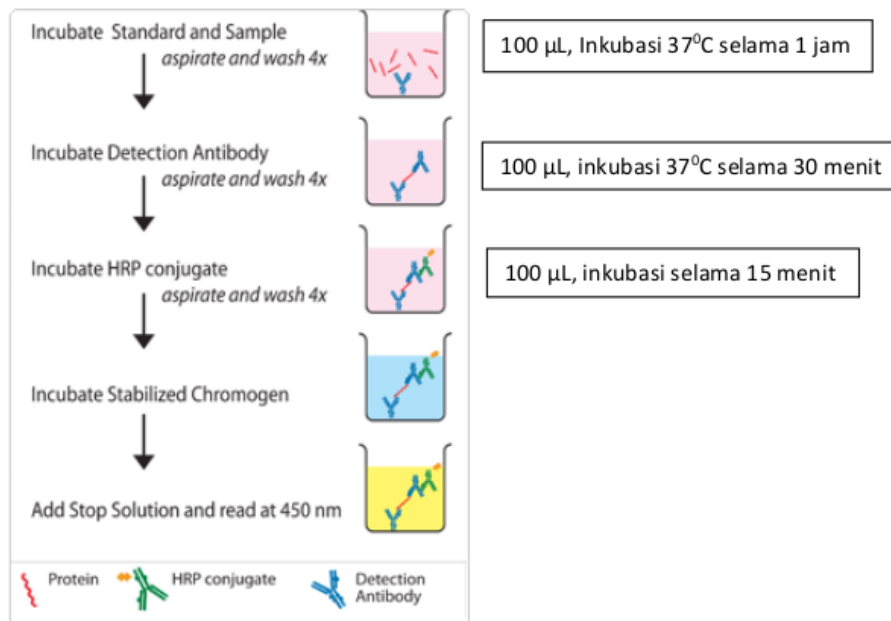 Incubate Standard and Sample
aspirate and wash 4x
100 µL, Inkubasi 37⁰C selama 1 jam
Incubate Detection Antibody
aspirate and wash 4x
100 µL, inkubasi 37⁰C selama 30 menit
Incubate HRP conjugate
aspirate and wash 4x
100 µL, inkubasi selama 15 menit
Incubate Stabilized Chromogen
Add Stop Solution and read at 450 nm
Protein
HRP conjugate
Detection
Antibody